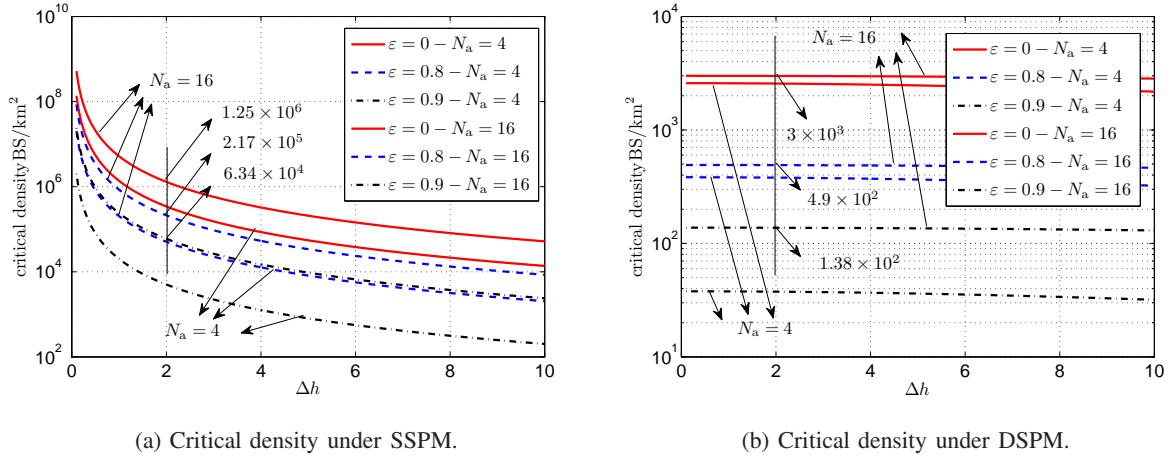 10^10
10^8
10^6
10^4
10^2
critical density BS/km^2
0 2 4 6 8 10
Δh
N_a = 16
1.25 × 10^6
2.17 × 10^5
6.34 × 10^4
N_a = 4
ε = 0 − N_a = 4
ε = 0.8 − N_a = 4
ε = 0.9 − N_a = 4
ε = 0 − N_a = 16
ε = 0.8 − N_a = 16
ε = 0.9 − N_a = 16
(a) Critical density under SSPM.
10^4
10^3
10^2
10^1
critical density BS/km^2
0 2 4 6 8 10
Δh
N_a = 16
3 × 10^3
4.9 × 10^2
1.38 × 10^2
N_a = 4
ε = 0 − N_a = 4
ε = 0.8 − N_a = 4
ε = 0.9 − N_a = 4
ε = 0 − N_a = 16
ε = 0.8 − N_a = 16
ε = 0.9 − N_a = 16
(b) Critical density under DSPM.